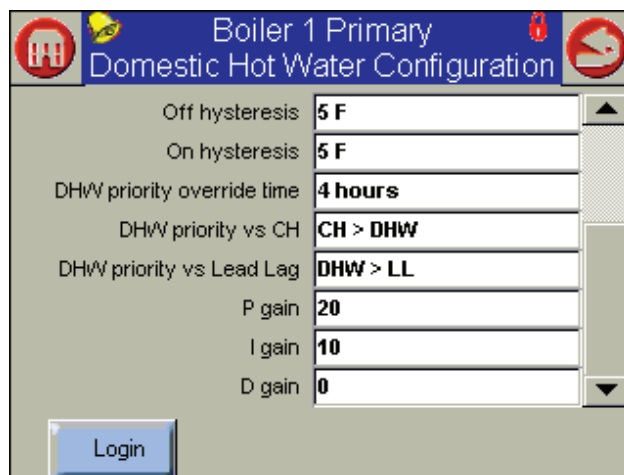 Boiler 1 Primary
Domestic Hot Water Configuration
Off hysteresis 5 F
On hysteresis 5 F
DHW priority override time 4 hours
DHW priority vs CH CH > DHW
DHW priority vs Lead Lag DHW > LL
P gain 20
I gain 10
D gain 0
Login